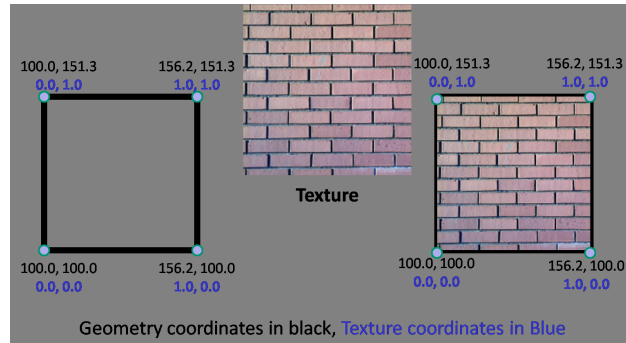 100.0, 151.3 156.2, 151.3
0.0, 1.0 1.0, 1.0
100.0, 100.0 156.2, 100.0
0.0, 0.0 1.0, 0.0
Texture
100.0, 151.3 156.2, 151.3
0.0, 1.0 1.0, 1.0
100.0, 100.0 156.2, 100.0
0.0, 0.0 1.0, 0.0
Geometry coordinates in black, Texture coordinates in Blue